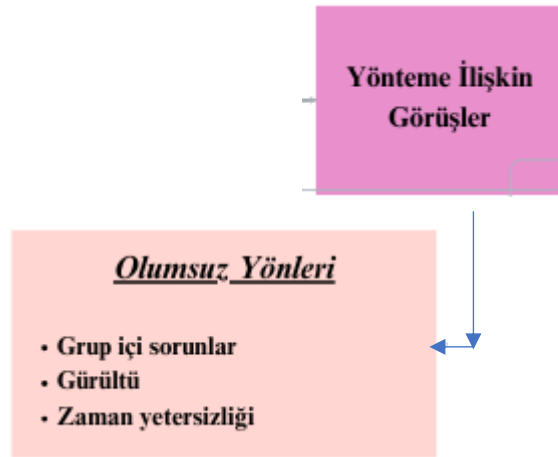 Yönteme İlişkin
Görüşler
Olumsuz Yönleri
• Grup içi sorunlar
• Gürültü
• Zaman yetersizliği